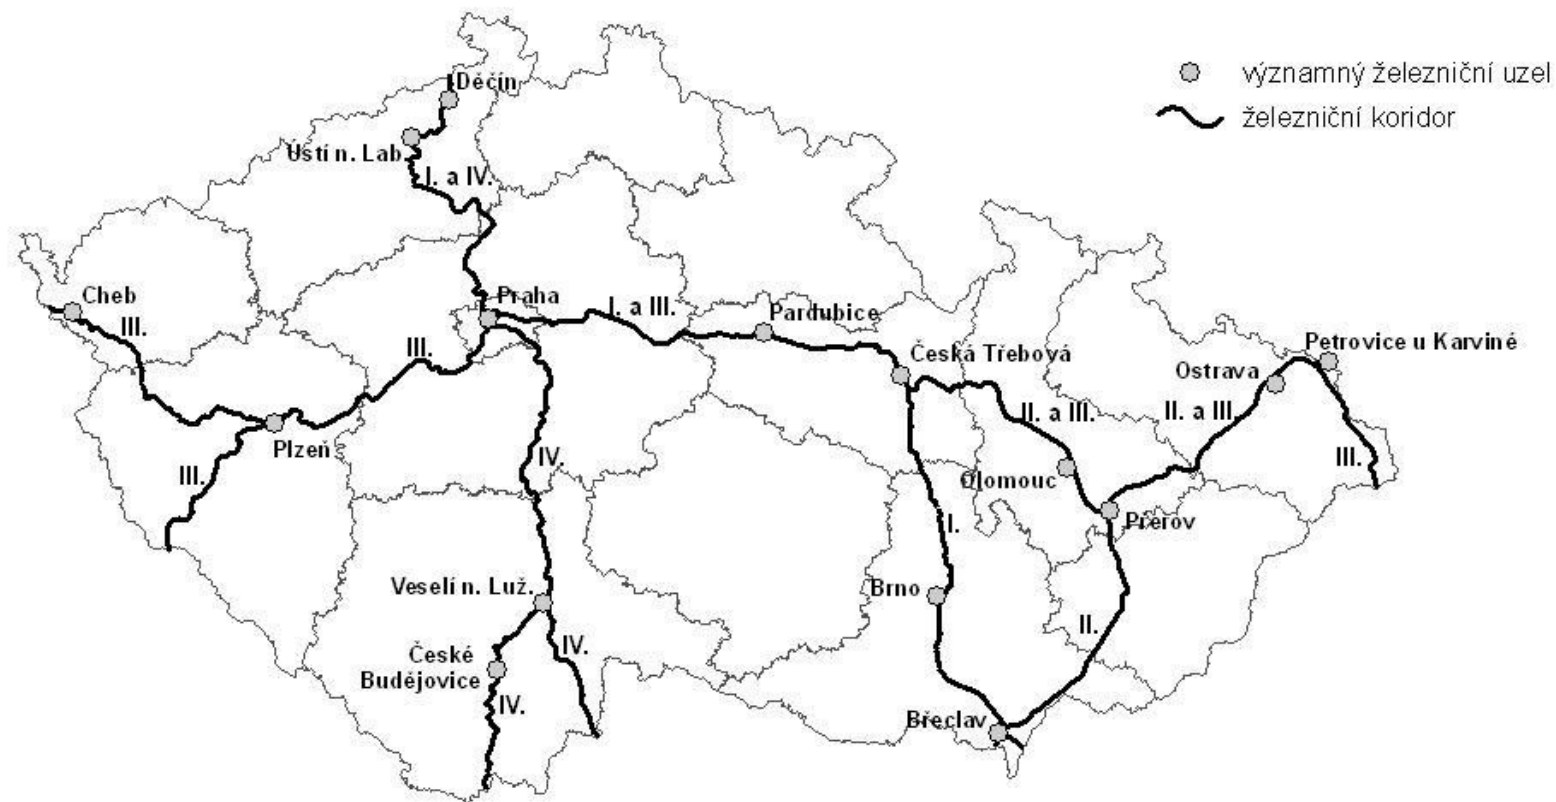 Děčín
významný železniční uzel
železniční koridor
Ústí n. Lab.
I. a IV.
Cheb
III.
Praha
I. a III.
Pardubice
III.
Česká Třebová
Petrovice u Karviné
Ostrava
II. a III.
II. a III.
Plzeň
III.
IV.
Olomouc
III.
Přerov
I.
Veselí n. Luž.
Brno
II.
České
Budějovice
IV.
IV.
Břeclav